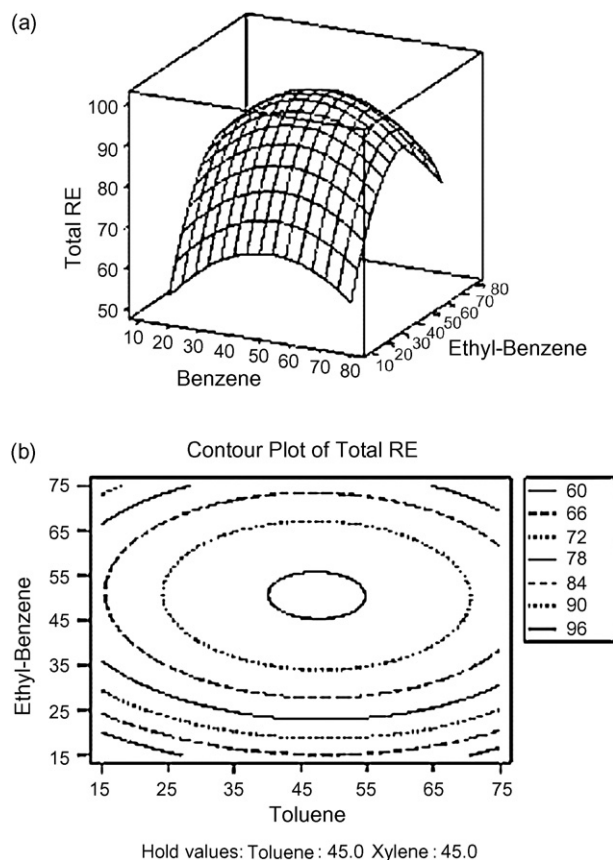 (a)
100
90
80
70
60
50
Total RE
10 20 30 40 50 60 70 80
Benzene
10 20 30 40 50 60 70 80
Ethyl-Benzene
(b)
Contour Plot of Total RE
75
65
55
45
35
25
15
Ethyl-Benzene
15 25 35 45 55 65 75
Toluene
60
66
72
78
84
90
96
Hold values: Toluene : 45.0 Xylene : 45.0